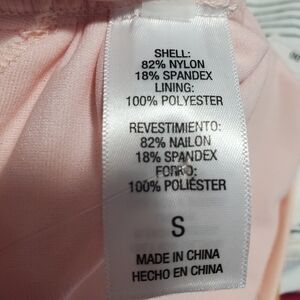 SHELL:
82% NYLON
18% SPANDEX
LINING:
100% POLYESTER
REVESTIMIENTO:
82% NAILON
18% SPANDEX
FORRO:
100% POLIÉSTER
S
MADE IN CHINA
HECHO EN CHINA